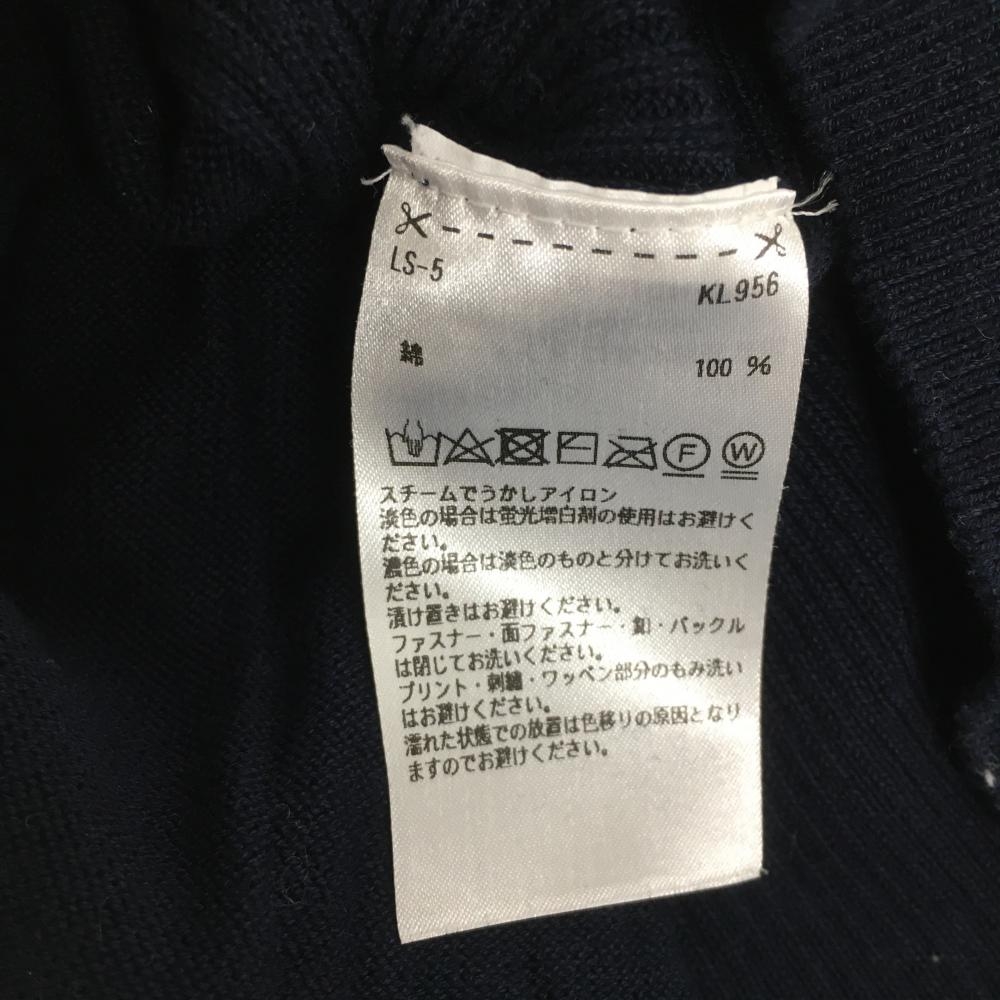 LS-5
KL956
綿 100 %
F W
スチームでうかしアイロン
淡色の場合は蛍光増白剤の使用はお避けく
ださい。
濃色の場合は淡色のものと分けてお洗いく
ださい。
漬け置きはお避けください。
ファスナー・面ファスナー・釦・バックル
は閉じてお洗いください。
プリント・刺繍・ワッペン部分のもみ洗い
はお避けください。
濡れた状態での放置は色移りの原因となり
ますのでお避けください。